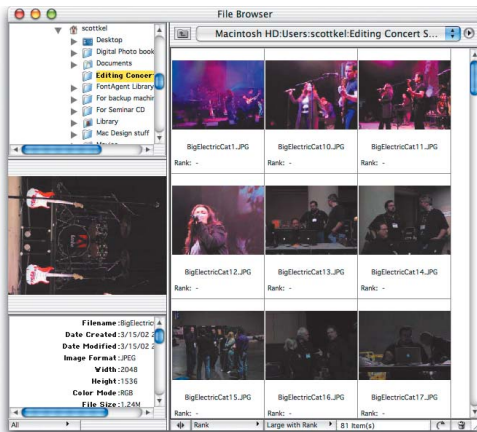 File Browser
scottkel
Desktop
Digital Photo book
Documents
Editing Concer
FontAgent Library
For backup machin
For Seminar CD
Library
Mac Design stuff
Macintosh HD:Users:scottkel:Editing Concert S...
BigElectricCat1.JPG
Rank: -
BigElectricCat10.JPG
Rank: -
BigElectricCat11.JPG
Rank: -
BigElectricCat12.JPG
Rank: -
BigElectricCat13.JPG
Rank: -
BigElectricCat14.JPG
Rank: -
BigElectricCat15.JPG
Rank: -
BigElectricCat16.JPG
Rank: -
BigElectricCat17.JPG
Rank: -
Filename :BigElectric
Date Created :3/15/02 2
Date Modified :3/15/02 2
Image Format :JPEG
Width :2048
Height :1536
Color Mode :RGB
File Size :1.24M
All
Rank
Large with Rank
81 Item(s)